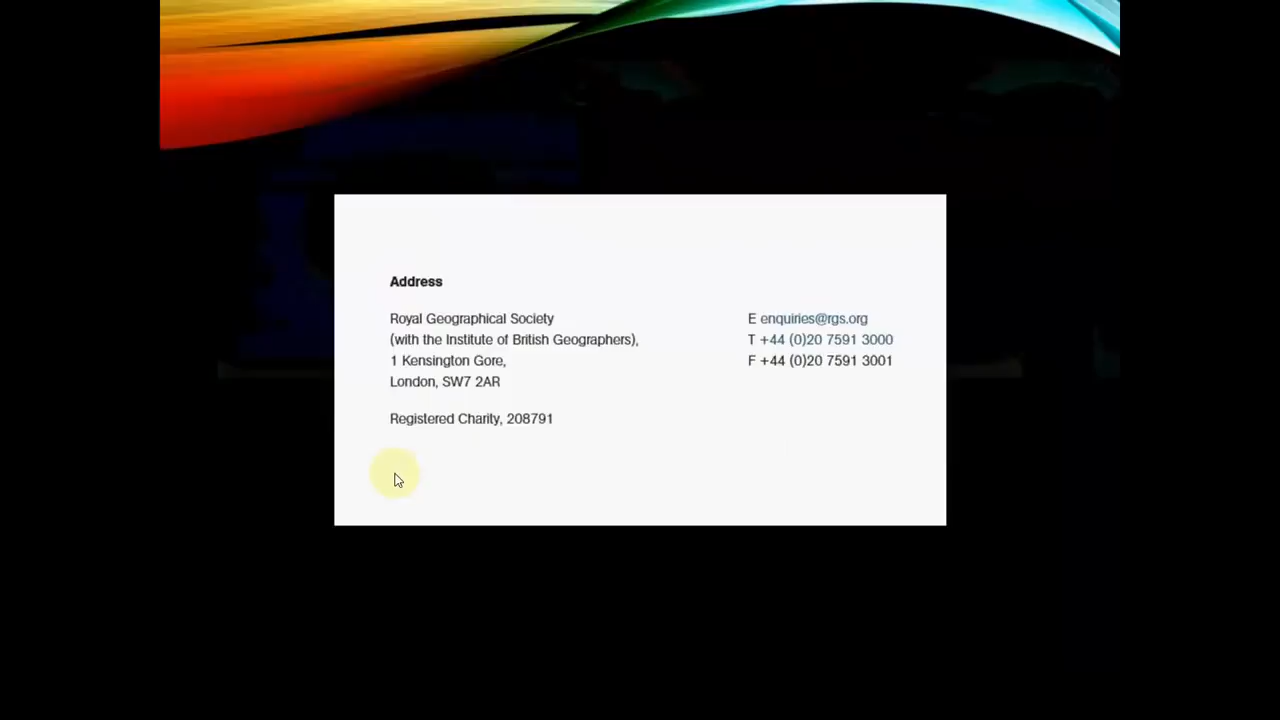 Address
Royal Geographical Society
(with the Institute of British Geographers),
1 Kensington Gore,
London, SW7 2AR
Registered Charity, 208791
E enquiries@rgs.org
T +44 (0)20 7591 3000
F +44 (0)20 7591 3001